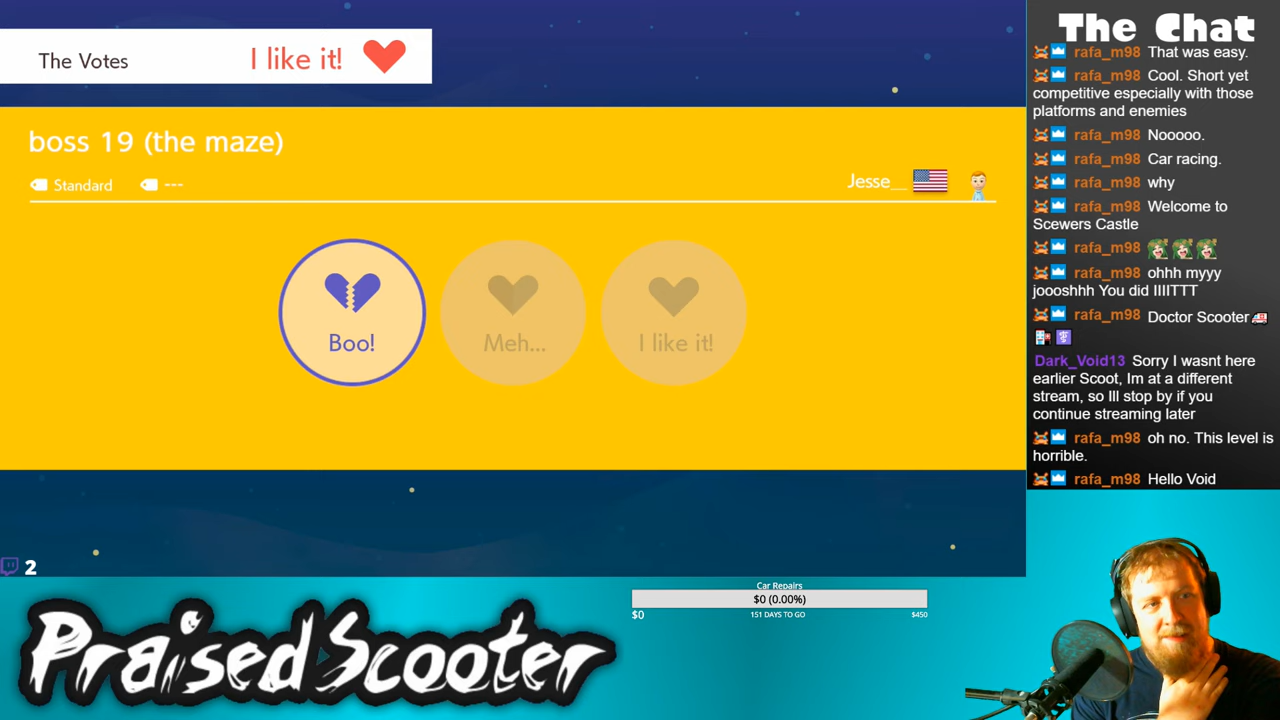 The Votes
I like it!
boss 19 (the maze)
Standard
---
Jesse__
Boo!
Meh...
I like it!
2
PraisedScooter
Car Repairs
$0 (0.00%)
$0
151 DAYS TO GO
$450
The Chat
rafa_m98 That was easy.
rafa_m98 Cool. Short yet
competitive especially with those
platforms and enemies
rafa_m98 Nooooo.
rafa_m98 Car racing.
rafa_m98 why
rafa_m98 Welcome to
Scewers Castle
rafa_m98
rafa_m98 ohhh myyy
joooshhh You did IIIITTT
rafa_m98 Doctor Scooter
Dark_Void13 Sorry I wasnt here
earlier Scoot, Im at a different
stream, so Ill stop by if you
continue streaming later
rafa_m98 oh no. This level is
horrible.
rafa_m98 Hello Void